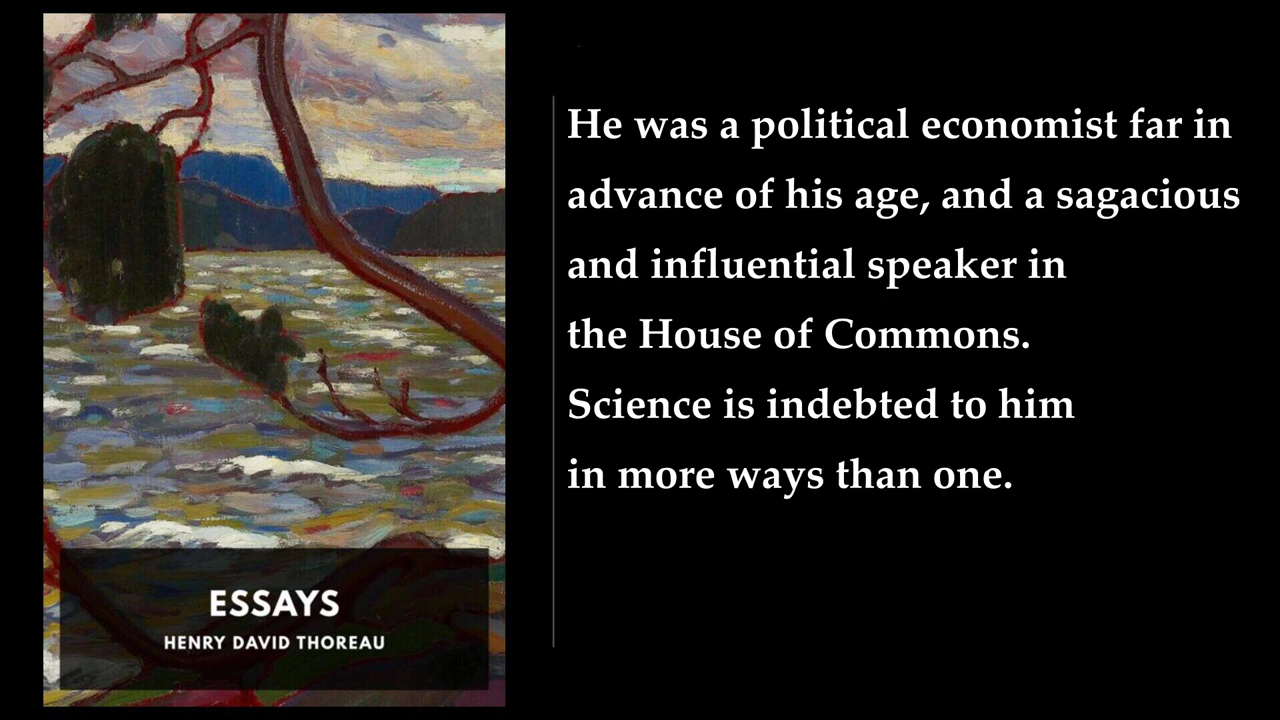 He was a political economist far in
advance of his age, and a sagacious
and influential speaker in
the House of Commons.
Science is indebted to him
in more ways than one.
ESSAYS
HENRY DAVID THOREAU